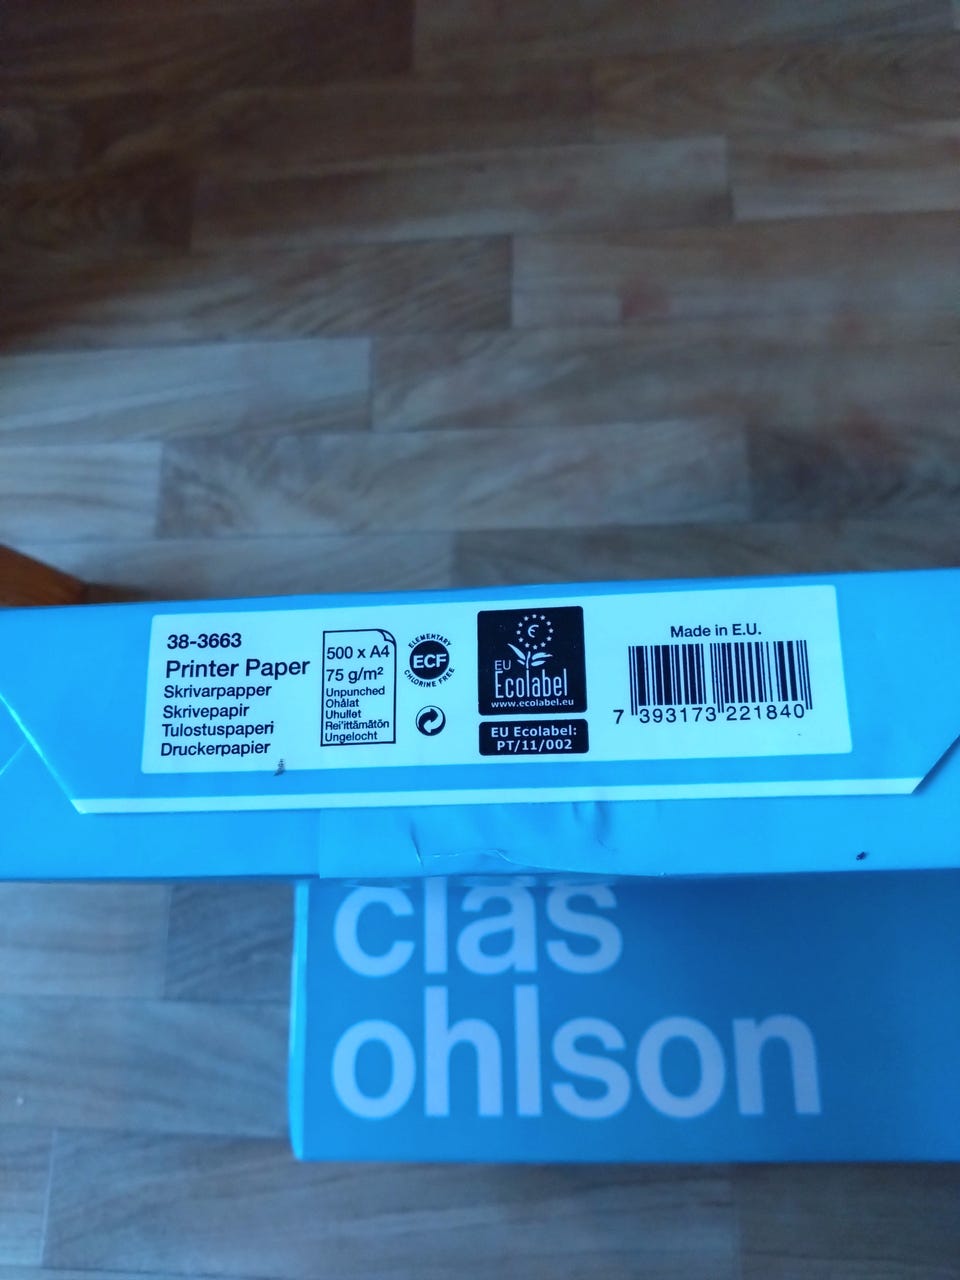 38-3663
Printer Paper
Skrivarpapper
Skrivepapir
Tulostuspaperi
Druckerpapier
500 x A4
75 g/m²
Unpunched
Ohålat
Uhullet
Rei'ittämätön
Ungelocht
ELEMENTARY
ECF
CHLORINE FREE
EU
Ecolabel
www.ecolabel.eu
EU Ecolabel:
PT/11/002
Made in E.U.
7 393173 221840
clas
ohlson